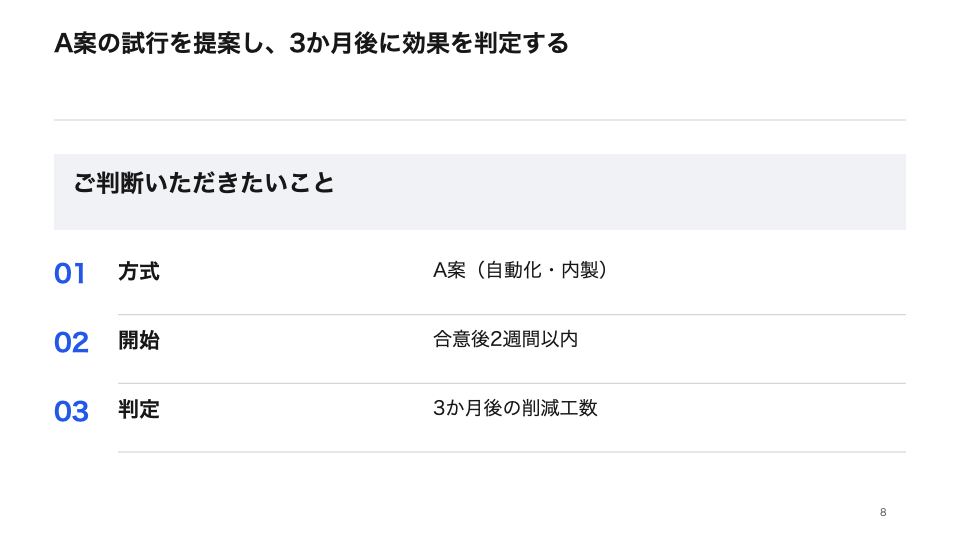 A案の試行を提案し、3か月後に効果を判定する
ご判断いただきたいこと
01 方式 A案（自動化・内製）
02 開始 合意後2週間以内
03 判定 3か月後の削減工数
8